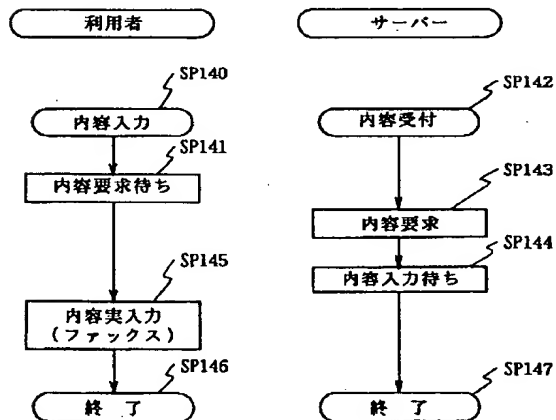 利用者
サーバー
SP140
内容入力
SP142
内容受付
SP141
内容要求待ち
SP143
内容要求
SP144
内容入力待ち
SP145
内容実入力
(ファックス)
SP146
終 了
SP147
終 了